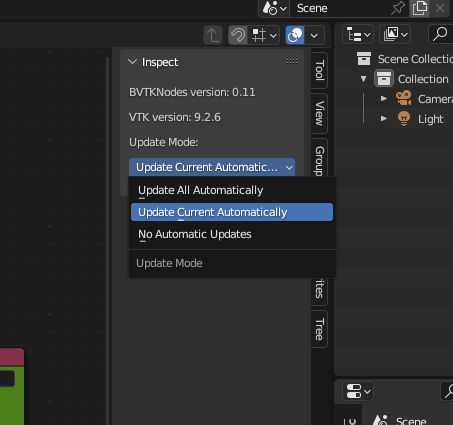 Scene
Inspect
BVTKNodes version: 0.11
VTK version: 9.2.6
Update Mode:
Update Current Automatic...
Update All Automatically
Update Current Automatically
No Automatic Updates
Update Mode
Tool
View
Group
Tree
Scene Collection
Collection
Camera
Light
Scene